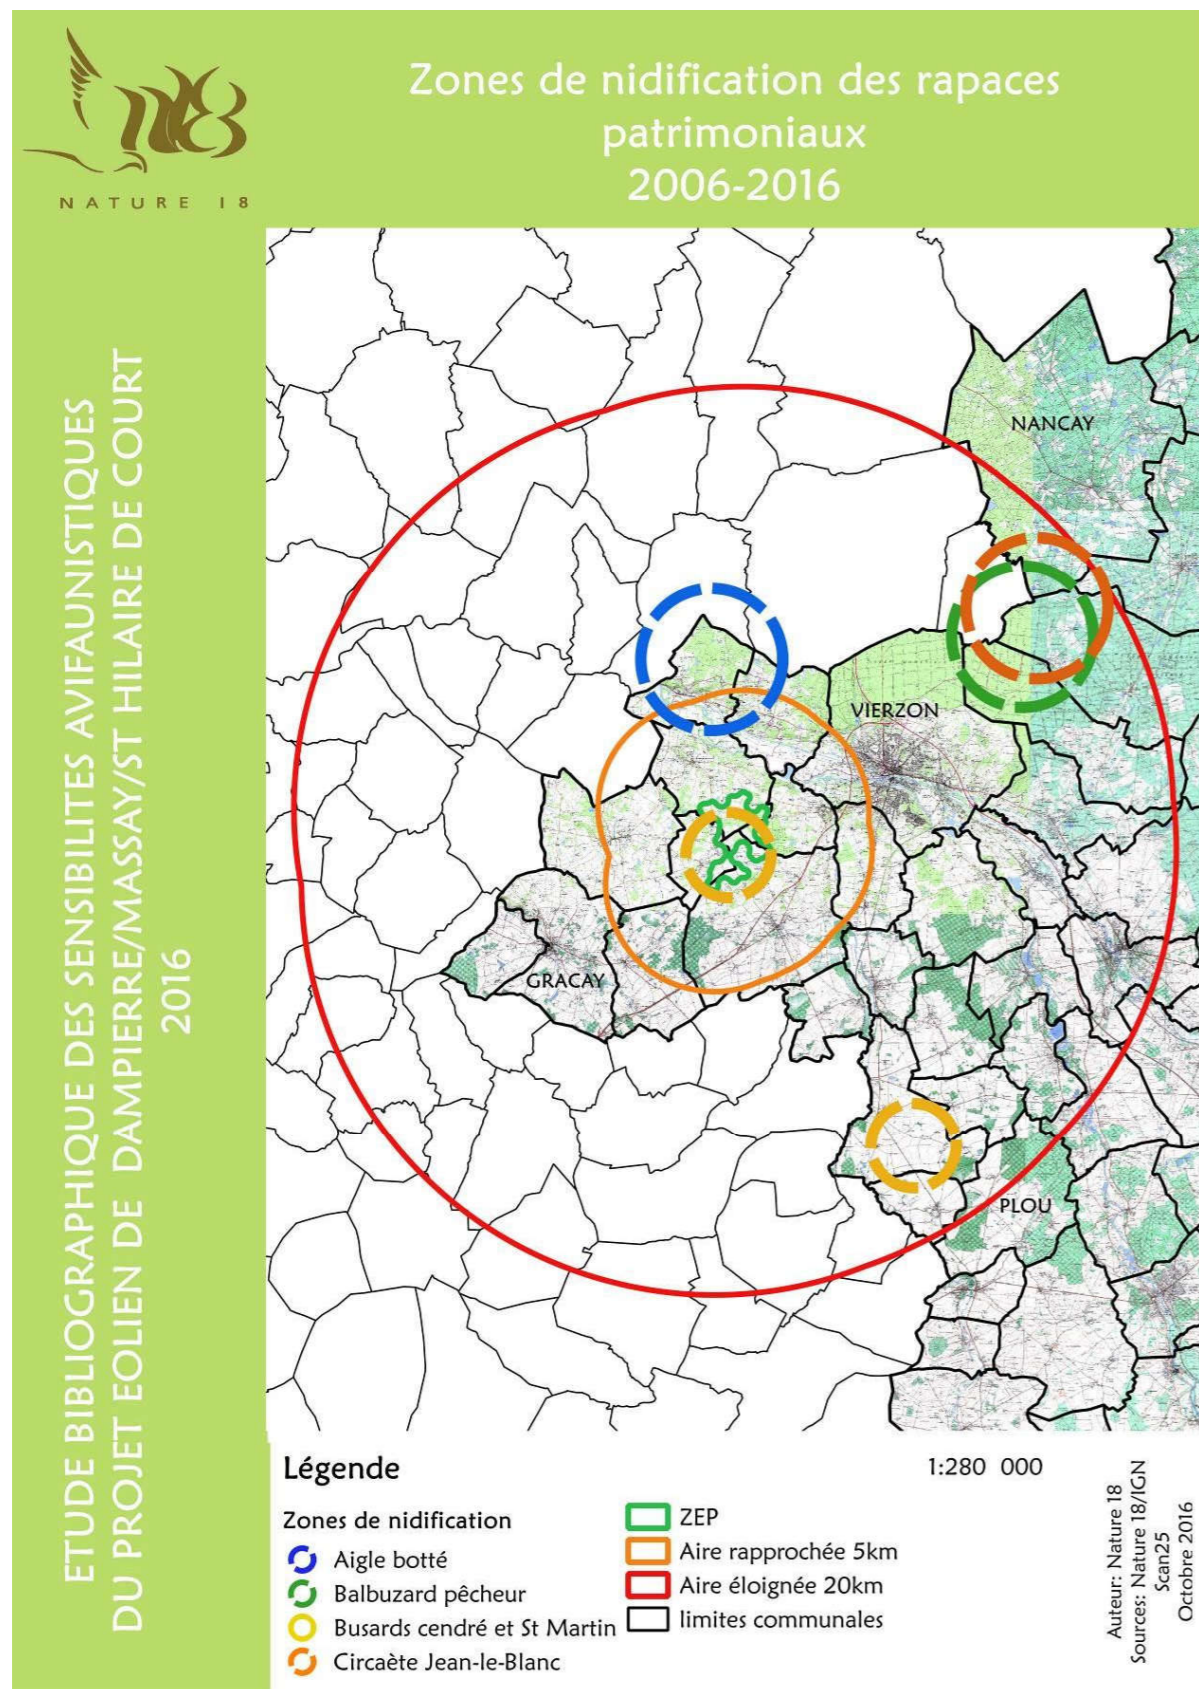 NATURE 18
Zones de nidification des rapaces
patrimoniaux
2006-2016
ETUDE BIBLIOGRAPHIQUE DES SENSIBILITES AVIFAUNISTIQUES
DU PROJET EOLIEN DE DAMPIERRE/MASSAY/ST HILAIRE DE COURT
2016
NANCAY
VIERZON
GRACAY
PLOU
Légende
1:280 000
Zones de nidification
Aigle botté
Balbuzard pêcheur
Busards cendré et St Martin
Circaète Jean-le-Blanc
ZEP
Aire rapprochée 5km
Aire éloignée 20km
limites communales
Auteur: Nature 18
Sources: Nature 18/IGN
Scan25
Octobre 2016